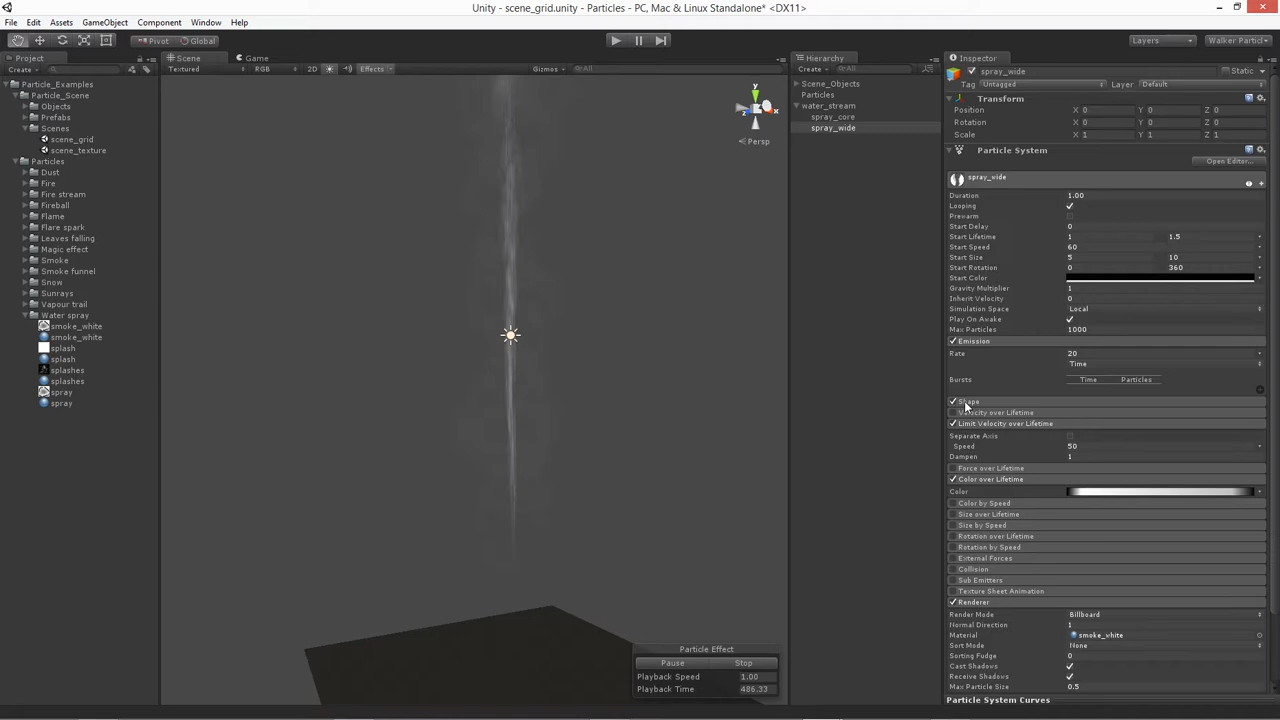 Unity - scene_grid.unity - Particles - PC, Mac & Linux Standalone* <DX11>
File Edit Assets GameObject Component Window Help
Pivot Global Layers Walker Particl
Project
Create
Particle_Examples
Particle_Scene
Objects
Prefabs
Scenes
scene_grid
scene_texture
Particles
Dust
Fire
Fire stream
Fireball
Flame
Flare spark
Leaves falling
Magic effect
Smoke
Smoke funnel
Snow
Sunrays
Vapour trail
Water spray
smoke_white
smoke_white
splash
splash
splashes
splashes
spray
spray
Scene Game
Textured RGB 2D Effects Gizmos All
y
x
Persp
Particle Effect
Pause Stop
Playback Speed 1.00
Playback Time 486.33
Hierarchy
Create All
Scene_Objects
Particles
water_stream
spray_core
spray_wide
Inspector
spray_wide Static
Tag Untagged Layer Default
Transform
Position X 0 Y 0 Z 0
Rotation X 0 Y 0 Z 0
Scale X 1 Y 1 Z 1
Particle System
Open Editor...
spray_wide
Duration 1.00
Looping
Prewarm
Start Delay 0
Start Lifetime 1 1.5
Start Speed 60
Start Size 5 10
Start Rotation 0 360
Start Color
Gravity Multiplier 1
Inherit Velocity 0
Simulation Space Local
Play On Awake
Max Particles 1000
Emission
Rate 20
Time
Bursts Time Particles
Shape
Velocity over Lifetime
Limit Velocity over Lifetime
Separate Axis
Speed 50
Dampen 1
Force over Lifetime
Color over Lifetime
Color
Color by Speed
Size over Lifetime
Size by Speed
Rotation over Lifetime
Rotation by Speed
External Forces
Collision
Sub Emitters
Texture Sheet Animation
Renderer
Render Mode Billboard
Normal Direction 1
Material smoke_white
Sort Mode None
Sorting Fudge 0
Cast Shadows
Receive Shadows
Max Particle Size 0.5
Particle System Curves